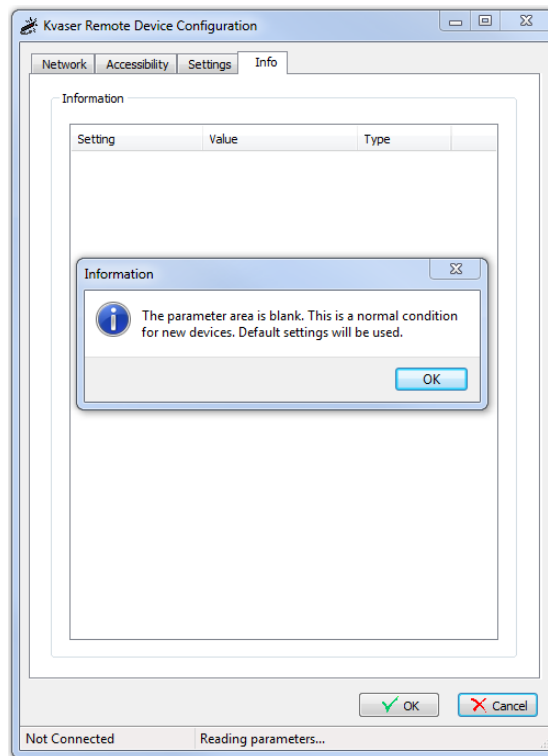 Kvaser Remote Device Configuration
Network Accessibility Settings Info
Information
Setting Value Type
Information
The parameter area is blank. This is a normal condition
for new devices. Default settings will be used.
OK
OK Cancel
Not Connected Reading parameters...